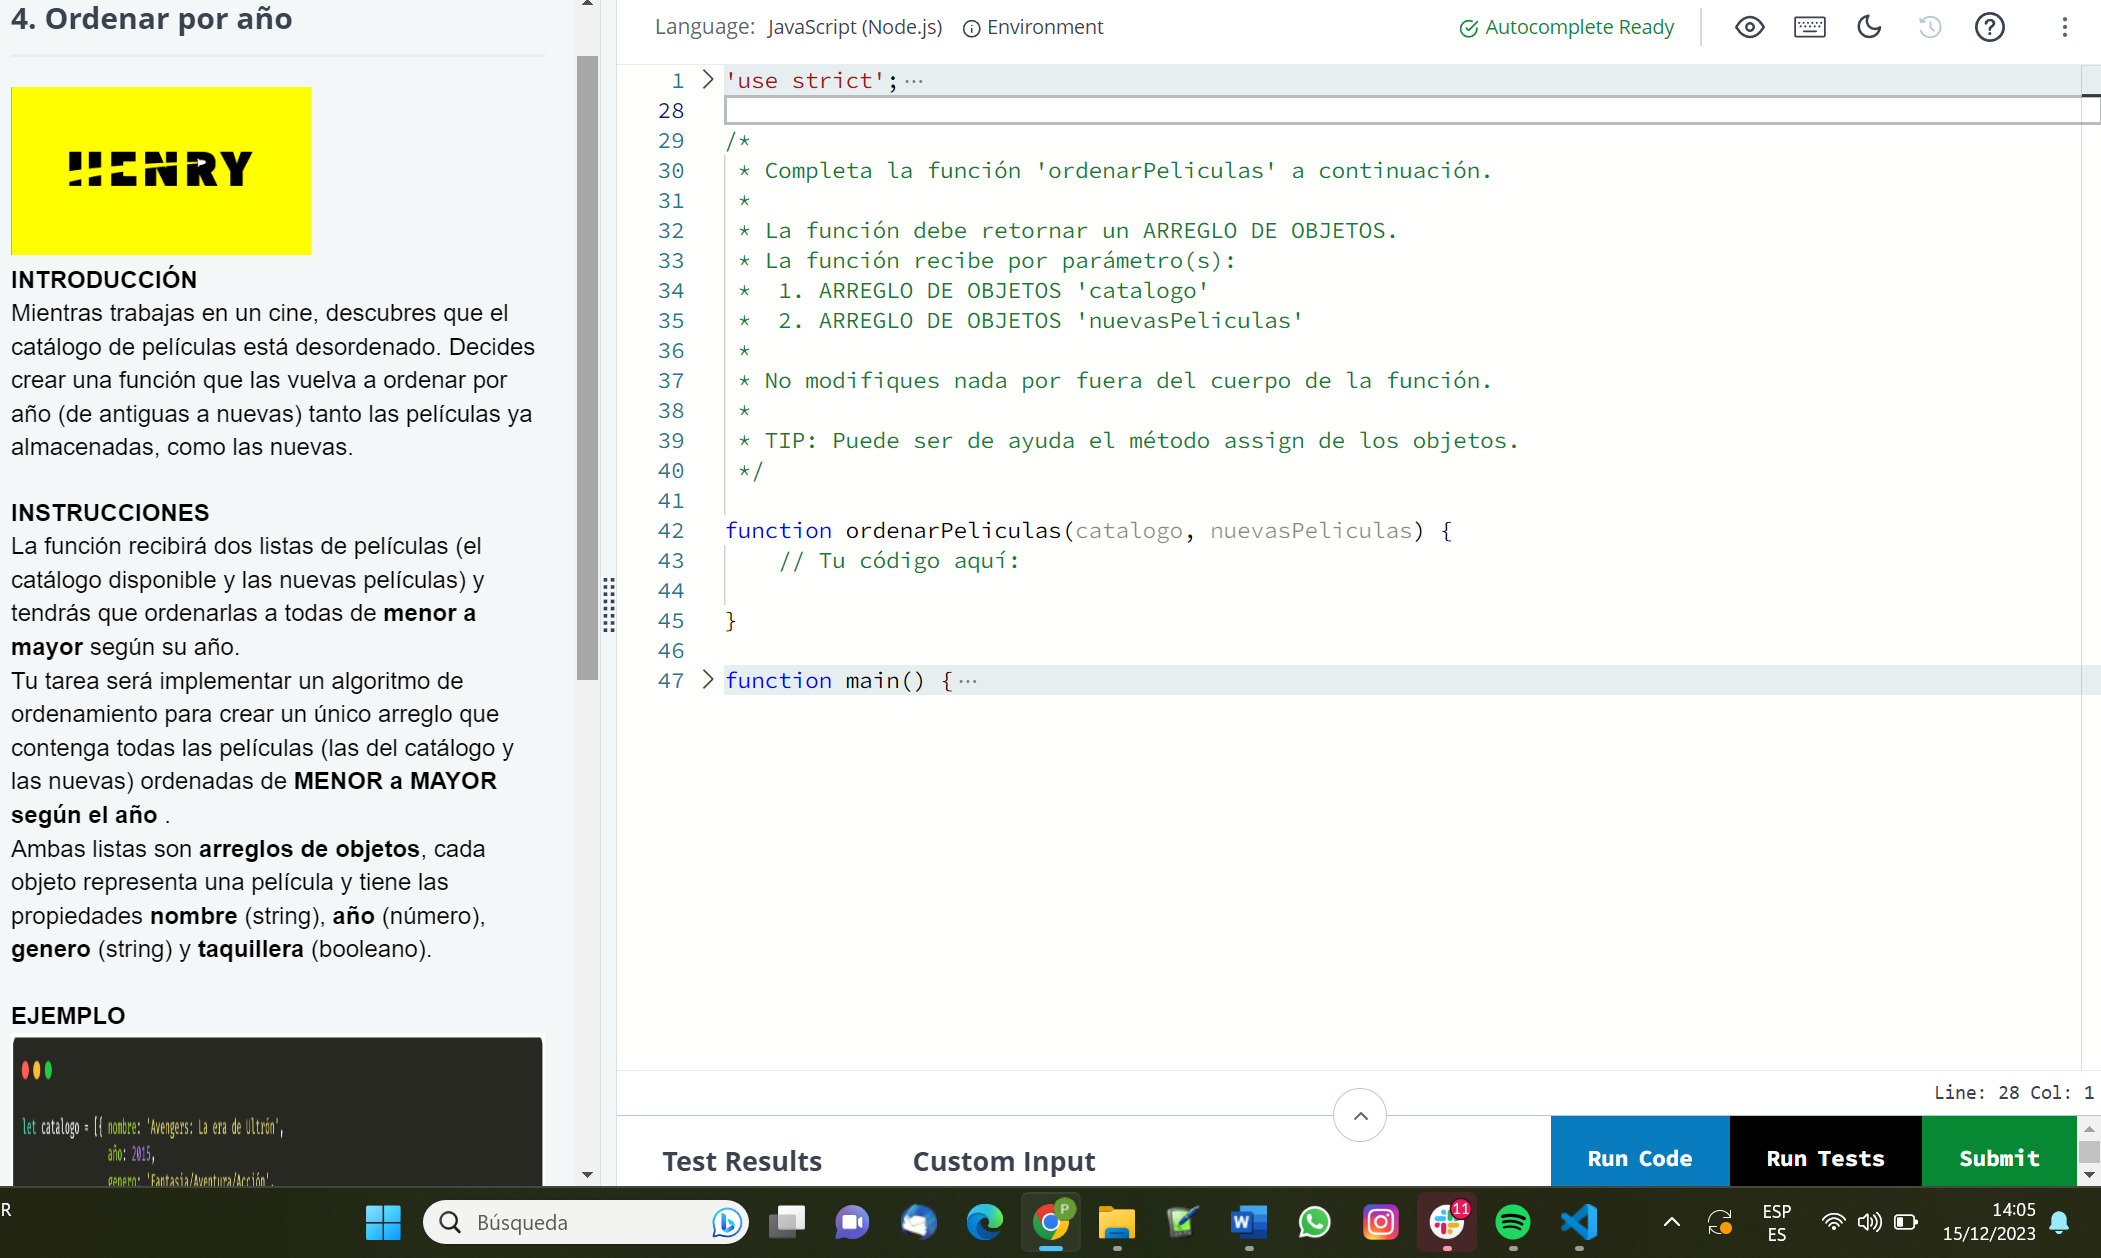 4. Ordenar por año
HENRY
INTRODUCCIÓN
Mientras trabajas en un cine, descubres que el
catálogo de películas está desordenado. Decides
crear una función que las vuelva a ordenar por
año (de antiguas a nuevas) tanto las películas ya
almacenadas, como las nuevas.
INSTRUCCIONES
La función recibirá dos listas de películas (el
catálogo disponible y las nuevas películas) y
tendrás que ordenarlas a todas de menor a
mayor según su año.
Tu tarea será implementar un algoritmo de
ordenamiento para crear un único arreglo que
contenga todas las películas (las del catálogo y
las nuevas) ordenadas de MENOR a MAYOR
según el año .
Ambas listas son arreglos de objetos, cada
objeto representa una película y tiene las
propiedades nombre (string), año (número),
genero (string) y taquillera (booleano).
EJEMPLO
let catalogo = [{ nombre: 'Avengers: La era de Ultrón',
año: 2015,
genero: 'Fantasia/Aventura/Acción',
Language: JavaScript (Node.js) Environment
Autocomplete Ready
1 'use strict';...
28
29 /*
30 * Completa la función 'ordenarPeliculas' a continuación.
31 *
32 * La función debe retornar un ARREGLO DE OBJETOS.
33 * La función recibe por parámetro(s):
34 * 1. ARREGLO DE OBJETOS 'catalogo'
35 * 2. ARREGLO DE OBJETOS 'nuevasPeliculas'
36 *
37 * No modifiques nada por fuera del cuerpo de la función.
38 *
39 * TIP: Puede ser de ayuda el método assign de los objetos.
40 */
41
42 function ordenarPeliculas(catalogo, nuevasPeliculas) {
43 // Tu código aquí:
44
45 }
46
47 function main() {...
Line: 28 Col: 1
Test Results Custom Input
Run Code Run Tests Submit
R
Búsqueda
P
W
11
ESP
ES
14:05
15/12/2023